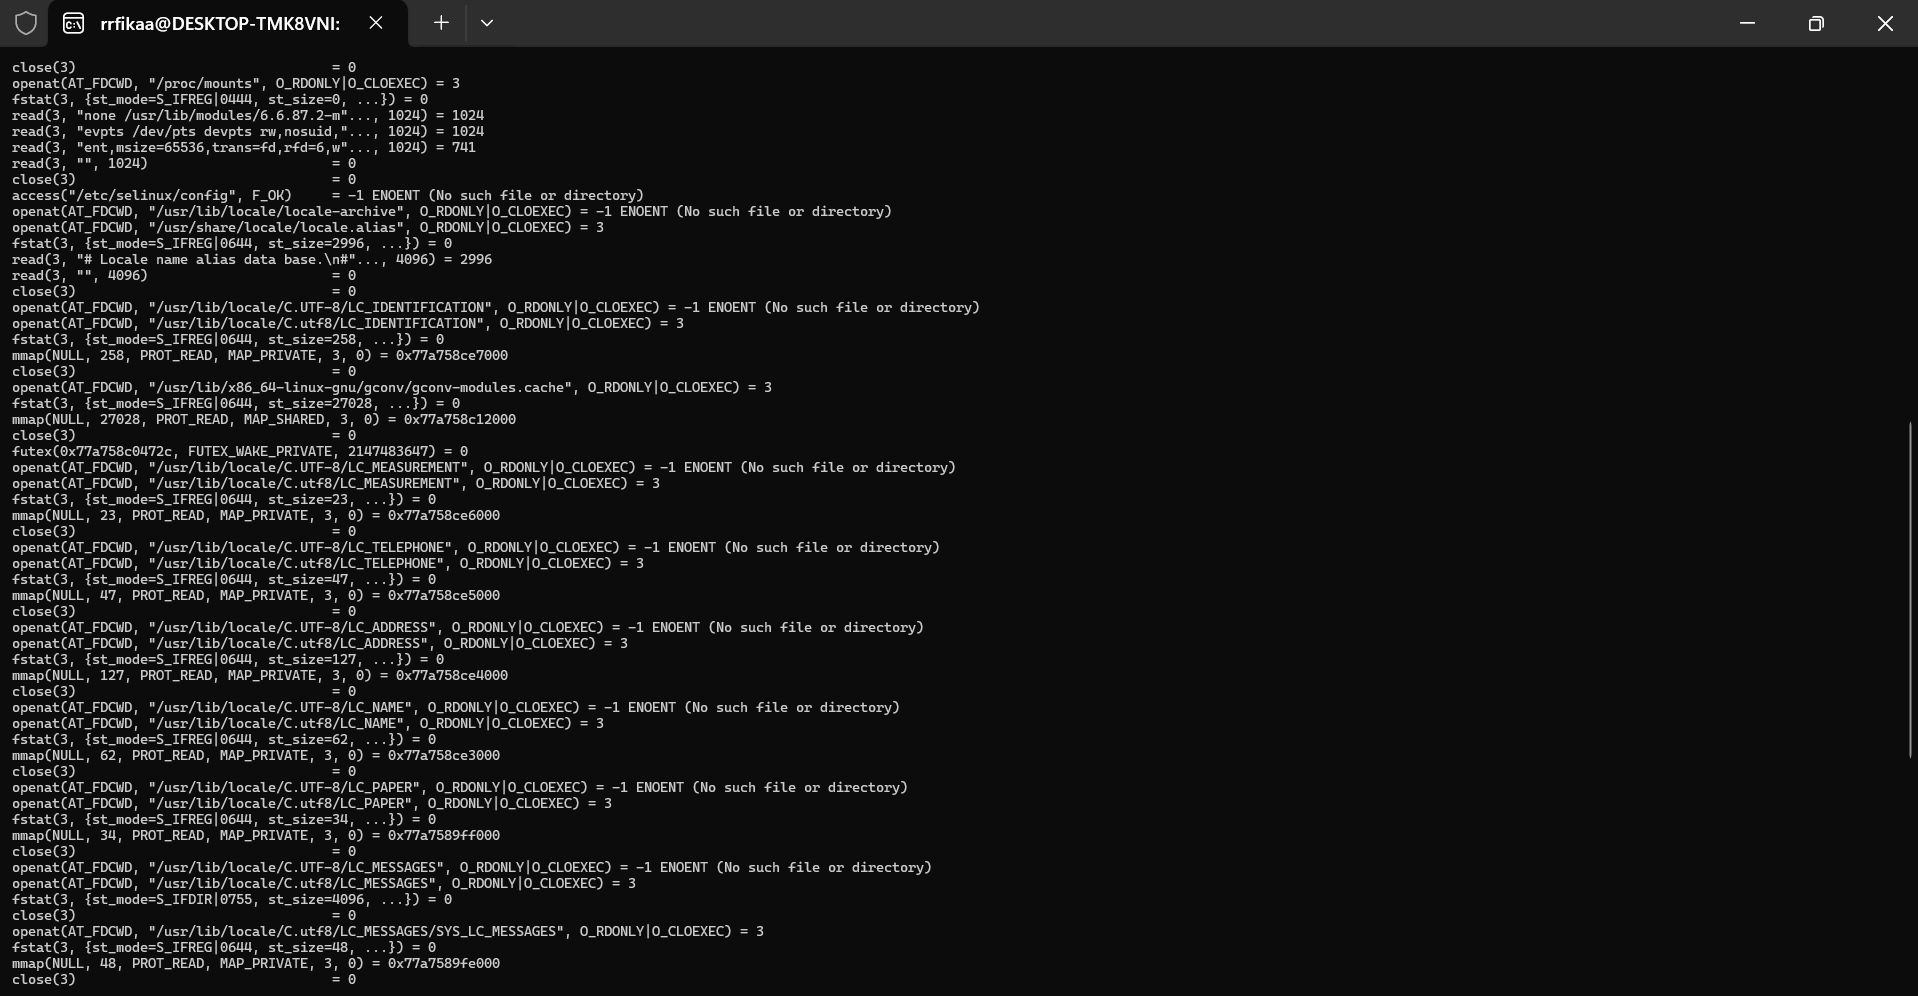 rrfikaa@DESKTOP-TMK8VNI:
close(3)                                = 0
openat(AT_FDCWD, "/proc/mounts", O_RDONLY|O_CLOEXEC) = 3
fstat(3, {st_mode=S_IFREG|0444, st_size=0, ...}) = 0
read(3, "none /usr/lib/modules/6.6.87.2-m"..., 1024) = 1024
read(3, "evpts /dev/pts devpts rw,nosuid,"..., 1024) = 1024
read(3, "ent,msize=65536,trans=fd,rfd=6,w"..., 1024) = 741
read(3, "", 1024)                       = 0
close(3)                                = 0
access("/etc/selinux/config", F_OK)     = -1 ENOENT (No such file or directory)
openat(AT_FDCWD, "/usr/lib/locale/locale-archive", O_RDONLY|O_CLOEXEC) = -1 ENOENT (No such file or directory)
openat(AT_FDCWD, "/usr/share/locale/locale.alias", O_RDONLY|O_CLOEXEC) = 3
fstat(3, {st_mode=S_IFREG|0644, st_size=2996, ...}) = 0
read(3, "# Locale name alias data base.\n#"..., 4096) = 2996
read(3, "", 4096)                       = 0
close(3)                                = 0
openat(AT_FDCWD, "/usr/lib/locale/C.UTF-8/LC_IDENTIFICATION", O_RDONLY|O_CLOEXEC) = -1 ENOENT (No such file or directory)
openat(AT_FDCWD, "/usr/lib/locale/C.utf8/LC_IDENTIFICATION", O_RDONLY|O_CLOEXEC) = 3
fstat(3, {st_mode=S_IFREG|0644, st_size=258, ...}) = 0
mmap(NULL, 258, PROT_READ, MAP_PRIVATE, 3, 0) = 0x77a758ce7000
close(3)                                = 0
openat(AT_FDCWD, "/usr/lib/x86_64-linux-gnu/gconv/gconv-modules.cache", O_RDONLY|O_CLOEXEC) = 3
fstat(3, {st_mode=S_IFREG|0644, st_size=27028, ...}) = 0
mmap(NULL, 27028, PROT_READ, MAP_SHARED, 3, 0) = 0x77a758c12000
close(3)                                = 0
futex(0x77a758c0472c, FUTEX_WAKE_PRIVATE, 2147483647) = 0
openat(AT_FDCWD, "/usr/lib/locale/C.UTF-8/LC_MEASUREMENT", O_RDONLY|O_CLOEXEC) = -1 ENOENT (No such file or directory)
openat(AT_FDCWD, "/usr/lib/locale/C.utf8/LC_MEASUREMENT", O_RDONLY|O_CLOEXEC) = 3
fstat(3, {st_mode=S_IFREG|0644, st_size=23, ...}) = 0
mmap(NULL, 23, PROT_READ, MAP_PRIVATE, 3, 0) = 0x77a758ce6000
close(3)                                = 0
openat(AT_FDCWD, "/usr/lib/locale/C.UTF-8/LC_TELEPHONE", O_RDONLY|O_CLOEXEC) = -1 ENOENT (No such file or directory)
openat(AT_FDCWD, "/usr/lib/locale/C.utf8/LC_TELEPHONE", O_RDONLY|O_CLOEXEC) = 3
fstat(3, {st_mode=S_IFREG|0644, st_size=47, ...}) = 0
mmap(NULL, 47, PROT_READ, MAP_PRIVATE, 3, 0) = 0x77a758ce5000
close(3)                                = 0
openat(AT_FDCWD, "/usr/lib/locale/C.UTF-8/LC_ADDRESS", O_RDONLY|O_CLOEXEC) = -1 ENOENT (No such file or directory)
openat(AT_FDCWD, "/usr/lib/locale/C.utf8/LC_ADDRESS", O_RDONLY|O_CLOEXEC) = 3
fstat(3, {st_mode=S_IFREG|0644, st_size=127, ...}) = 0
mmap(NULL, 127, PROT_READ, MAP_PRIVATE, 3, 0) = 0x77a758ce4000
close(3)                                = 0
openat(AT_FDCWD, "/usr/lib/locale/C.UTF-8/LC_NAME", O_RDONLY|O_CLOEXEC) = -1 ENOENT (No such file or directory)
openat(AT_FDCWD, "/usr/lib/locale/C.utf8/LC_NAME", O_RDONLY|O_CLOEXEC) = 3
fstat(3, {st_mode=S_IFREG|0644, st_size=62, ...}) = 0
mmap(NULL, 62, PROT_READ, MAP_PRIVATE, 3, 0) = 0x77a758ce3000
close(3)                                = 0
openat(AT_FDCWD, "/usr/lib/locale/C.UTF-8/LC_PAPER", O_RDONLY|O_CLOEXEC) = -1 ENOENT (No such file or directory)
openat(AT_FDCWD, "/usr/lib/locale/C.utf8/LC_PAPER", O_RDONLY|O_CLOEXEC) = 3
fstat(3, {st_mode=S_IFREG|0644, st_size=34, ...}) = 0
mmap(NULL, 34, PROT_READ, MAP_PRIVATE, 3, 0) = 0x77a7589ff000
close(3)                                = 0
openat(AT_FDCWD, "/usr/lib/locale/C.UTF-8/LC_MESSAGES", O_RDONLY|O_CLOEXEC) = -1 ENOENT (No such file or directory)
openat(AT_FDCWD, "/usr/lib/locale/C.utf8/LC_MESSAGES", O_RDONLY|O_CLOEXEC) = 3
fstat(3, {st_mode=S_IFDIR|0755, st_size=4096, ...}) = 0
close(3)                                = 0
openat(AT_FDCWD, "/usr/lib/locale/C.utf8/LC_MESSAGES/SYS_LC_MESSAGES", O_RDONLY|O_CLOEXEC) = 3
fstat(3, {st_mode=S_IFREG|0644, st_size=48, ...}) = 0
mmap(NULL, 48, PROT_READ, MAP_PRIVATE, 3, 0) = 0x77a7589fe000
close(3)                                = 0